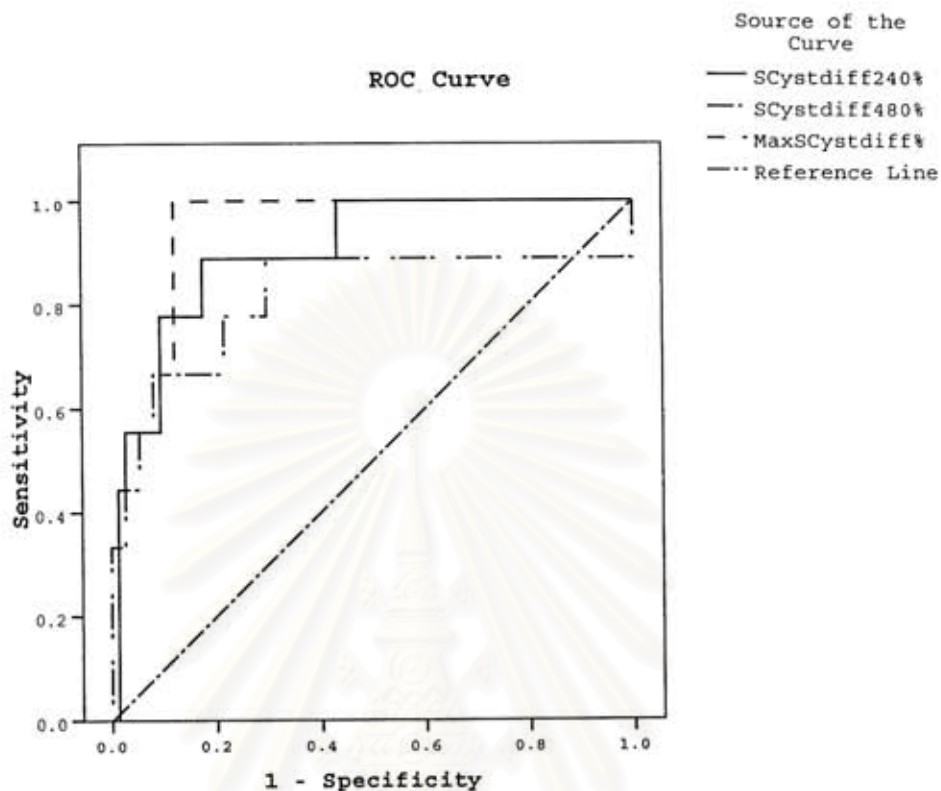 Source of the
Curve
SCystdiff240%
SCystdiff480%
MaxSCystdiff%
Reference Line
ROC Curve
1.0
0.8
0.6
0.4
0.2
0.0
Sensitivity
0.0 0.2 0.4 0.6 0.8 1.0
1 - Specificity